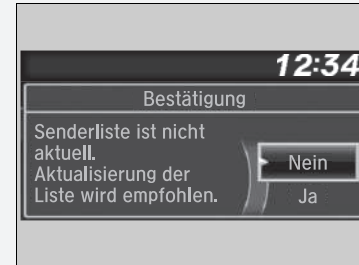 12:34
Bestätigung
Senderliste ist nicht
aktuell.
Aktualisierung der
Liste wird empfohlen.
Nein
Ja